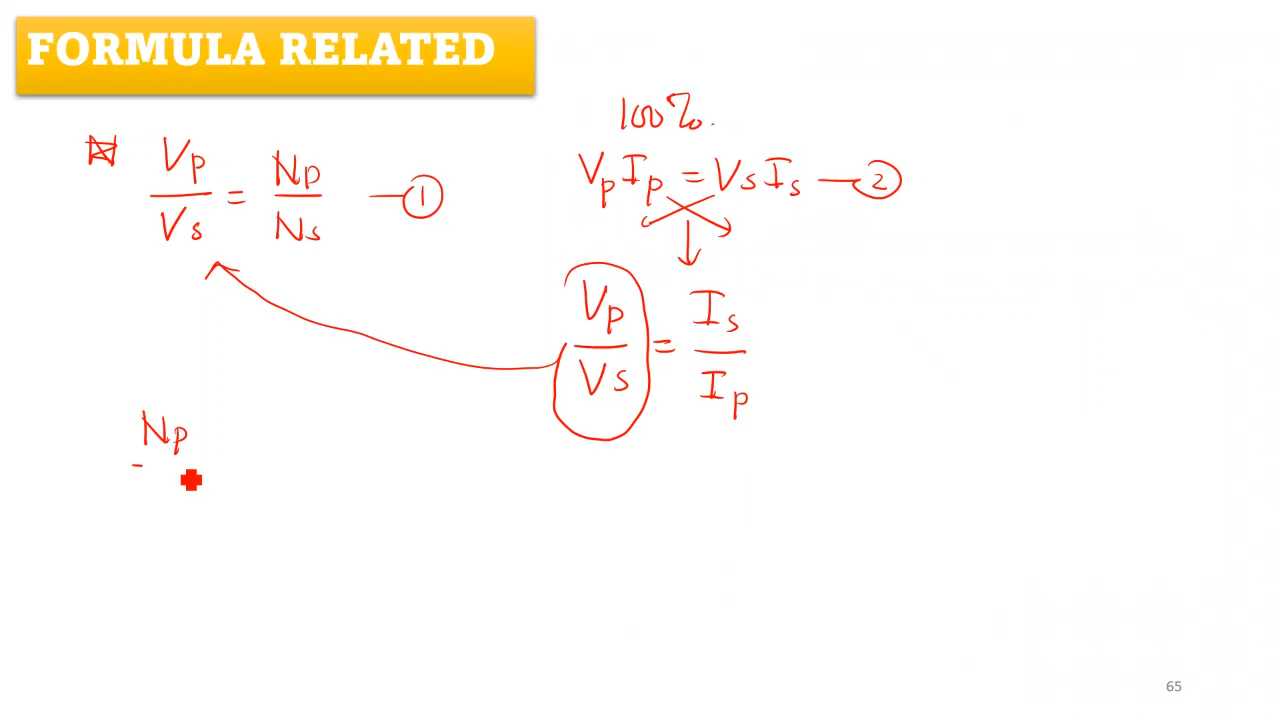 FORMULA RELATED
Vp/Vs = Np/Ns —①
100%.
VpIp = VsIs —②
Vp/Vs = Is/Ip
Np
65